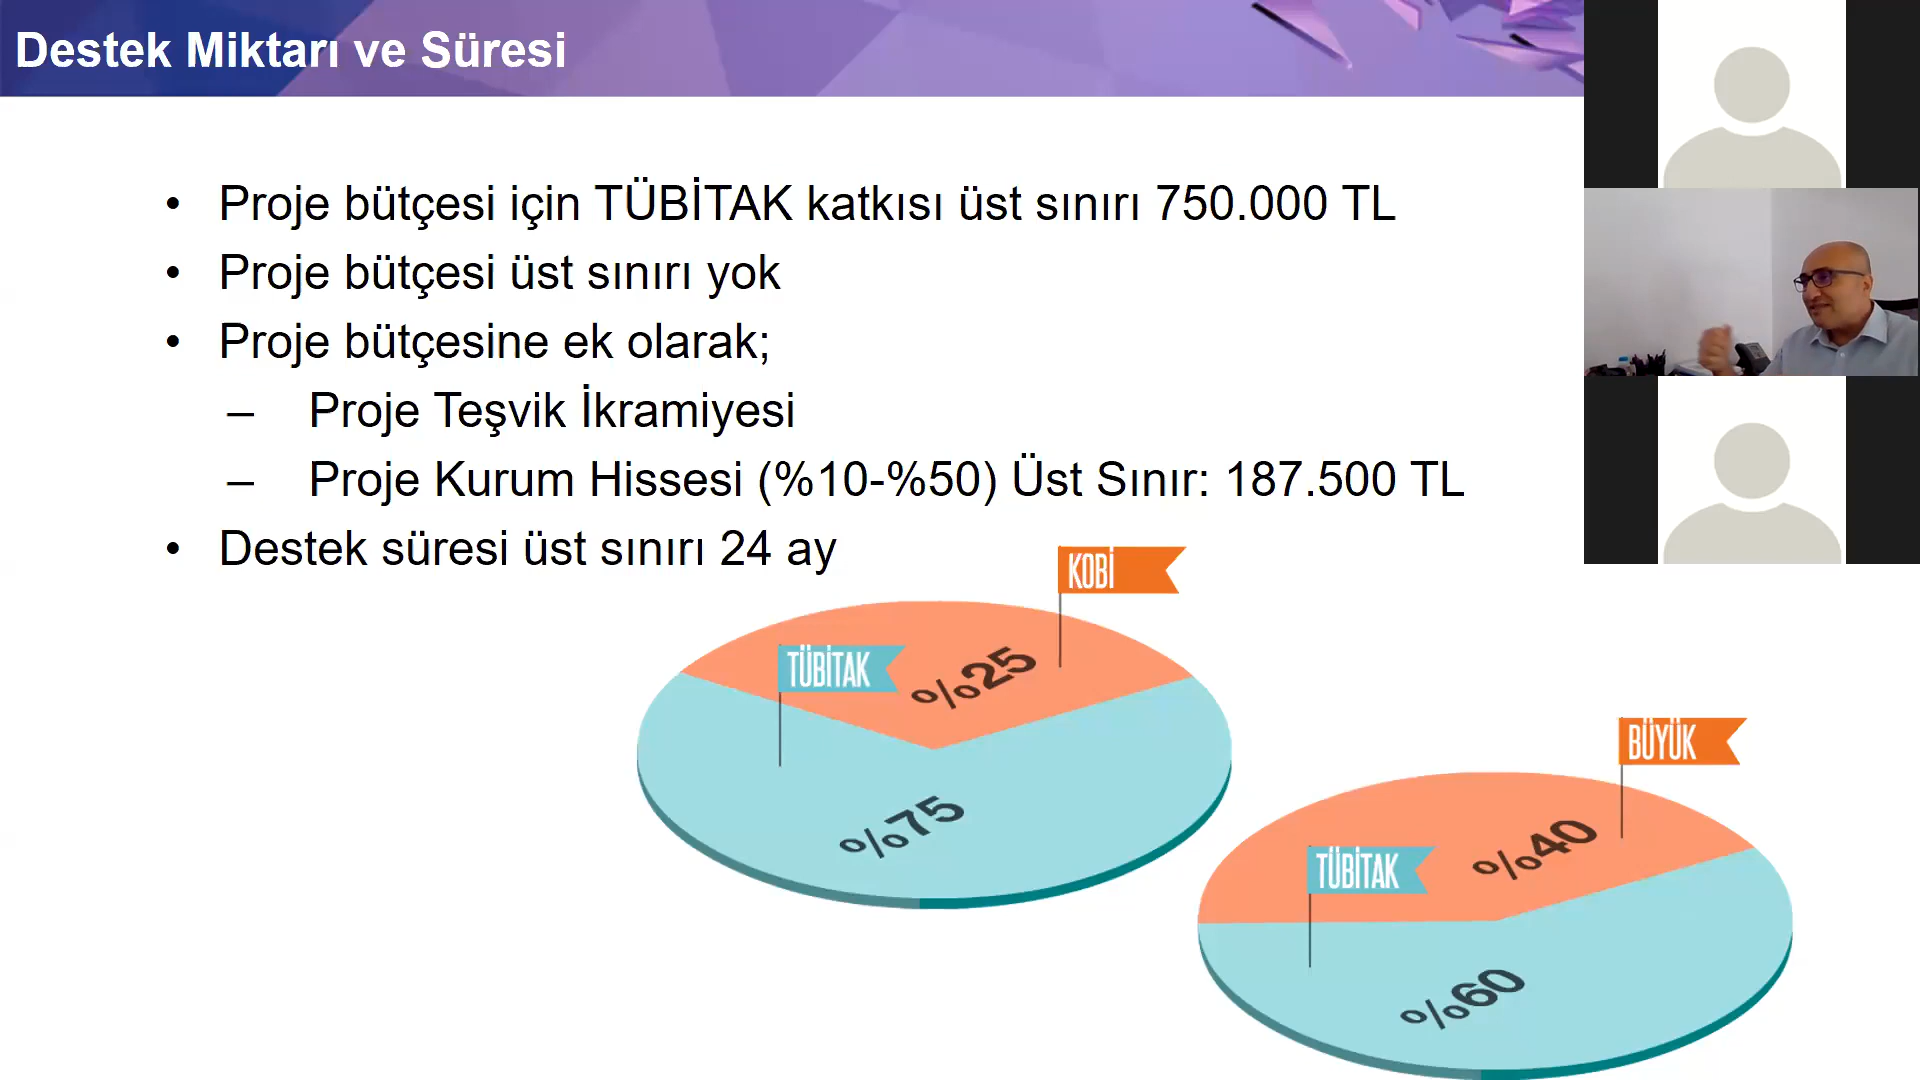 Destek Miktarı ve Süresi
• Proje bütçesi için TÜBİTAK katkısı üst sınırı 750.000 TL
• Proje bütçesi üst sınırı yok
• Proje bütçesine ek olarak;
– Proje Teşvik İkramiyesi
– Proje Kurum Hissesi (%10-%50) Üst Sınır: 187.500 TL
• Destek süresi üst sınırı 24 ay
KOBİ
TÜBİTAK
%25
%75
BÜYÜK
TÜBİTAK
%40
%60